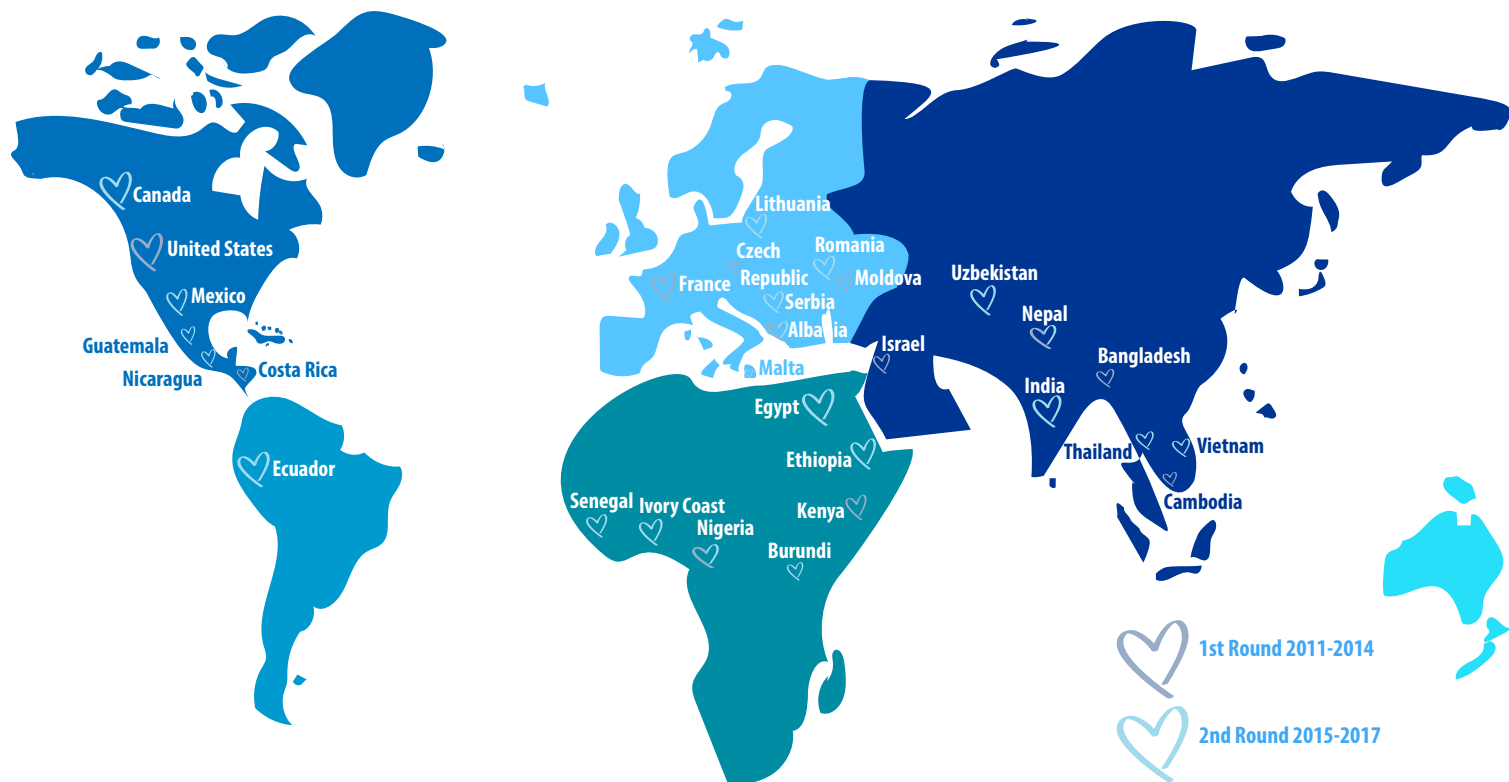 Canada
United States
Mexico
Guatemala
Nicaragua
Costa Rica
Ecuador
Lithuania
Czech
Republic
Romania
Moldova
France
Serbia
Albania
Malta
Egypt
Ethiopia
Senegal
Ivory Coast
Nigeria
Kenya
Burundi
Uzbekistan
Nepal
Israel
Bangladesh
India
Thailand
Vietnam
Cambodia
1st Round 2011-2014
2nd Round 2015-2017